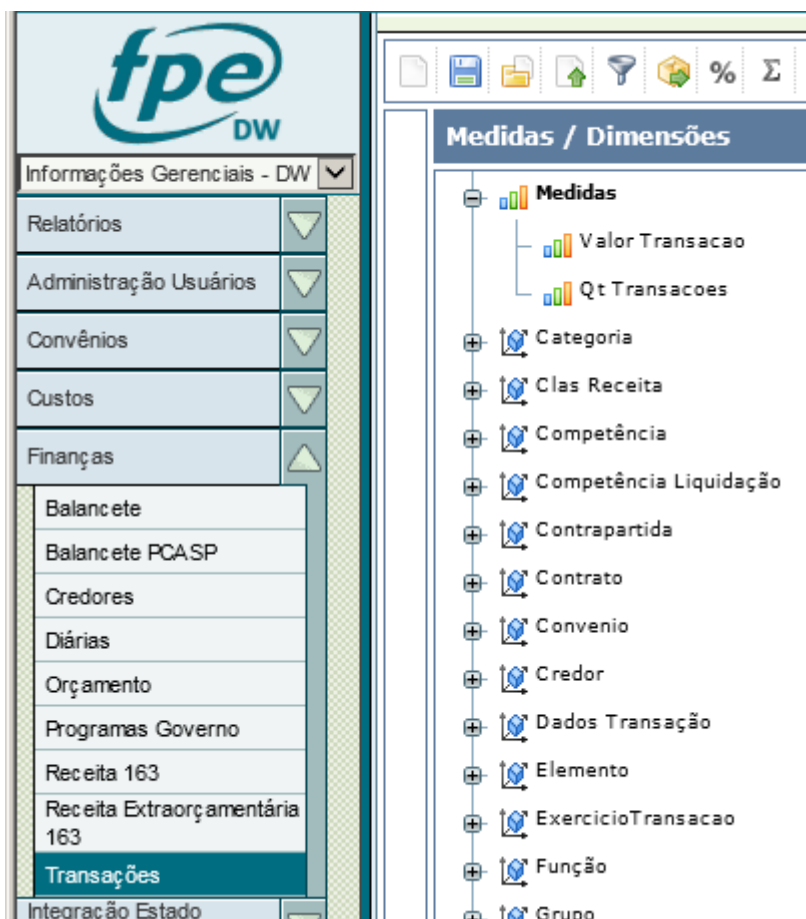 fpe
DW
Informações Gerenciais - DW
Relatórios
Administração Usuários
Convênios
Custos
Finanças
Balancete
Balancete PCASP
Credores
Diárias
Orçamento
Programas Governo
Receita 163
Receita Extraorçamentária
163
Transações
Integração Estado
% Σ
Medidas / Dimensões
Medidas
Valor Transacao
Qt Transacoes
Categoria
Clas Receita
Competência
Competência Liquidação
Contrapartida
Contrato
Convenio
Credor
Dados Transação
Elemento
ExercicioTransacao
Função
Grupo